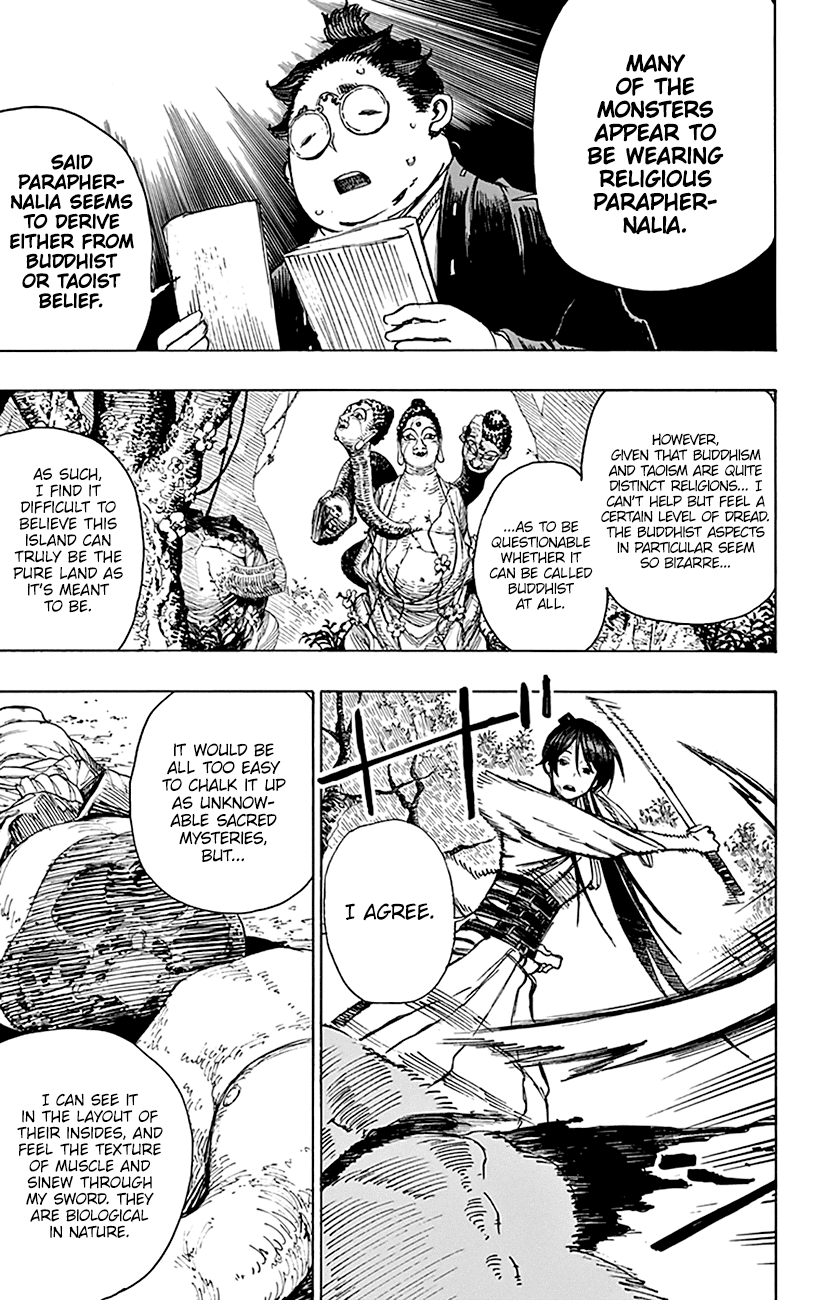 MANY
OF THE
MONSTERS
APPEAR TO
BE WEARING
RELIGIOUS
PARAPHER-
NALIA.
SAID
PARAPHER-
NALIA SEEMS
TO DERIVE
EITHER FROM
BUDDHIST
OR TAOIST
BELIEF.
HOWEVER,
GIVEN THAT BUDDHISM
AND TAOISM ARE QUITE
DISTINCT RELIGIONS... I
CAN'T HELP BUT FEEL A
CERTAIN LEVEL OF DREAD.
THE BUDDHIST ASPECTS
IN PARTICULAR SEEM
SO BIZARRE...
...AS TO BE
QUESTIONABLE
WHETHER IT
CAN BE CALLED
BUDDHIST
AT ALL.
AS SUCH,
I FIND IT
DIFFICULT TO
BELIEVE THIS
ISLAND CAN
TRULY BE THE
PURE LAND AS
IT'S MEANT
TO BE.
ザザ
I AGREE.
IT WOULD BE
ALL TOO EASY
TO CHALK IT UP
AS UNKNOW-
ABLE SACRED
MYSTERIES,
BUT...
I CAN SEE IT
IN THE LAYOUT OF
THEIR INSIDES, AND
FEEL THE TEXTURE
OF MUSCLE AND
SINEW THROUGH
MY SWORD. THEY
ARE BIOLOGICAL
IN NATURE.